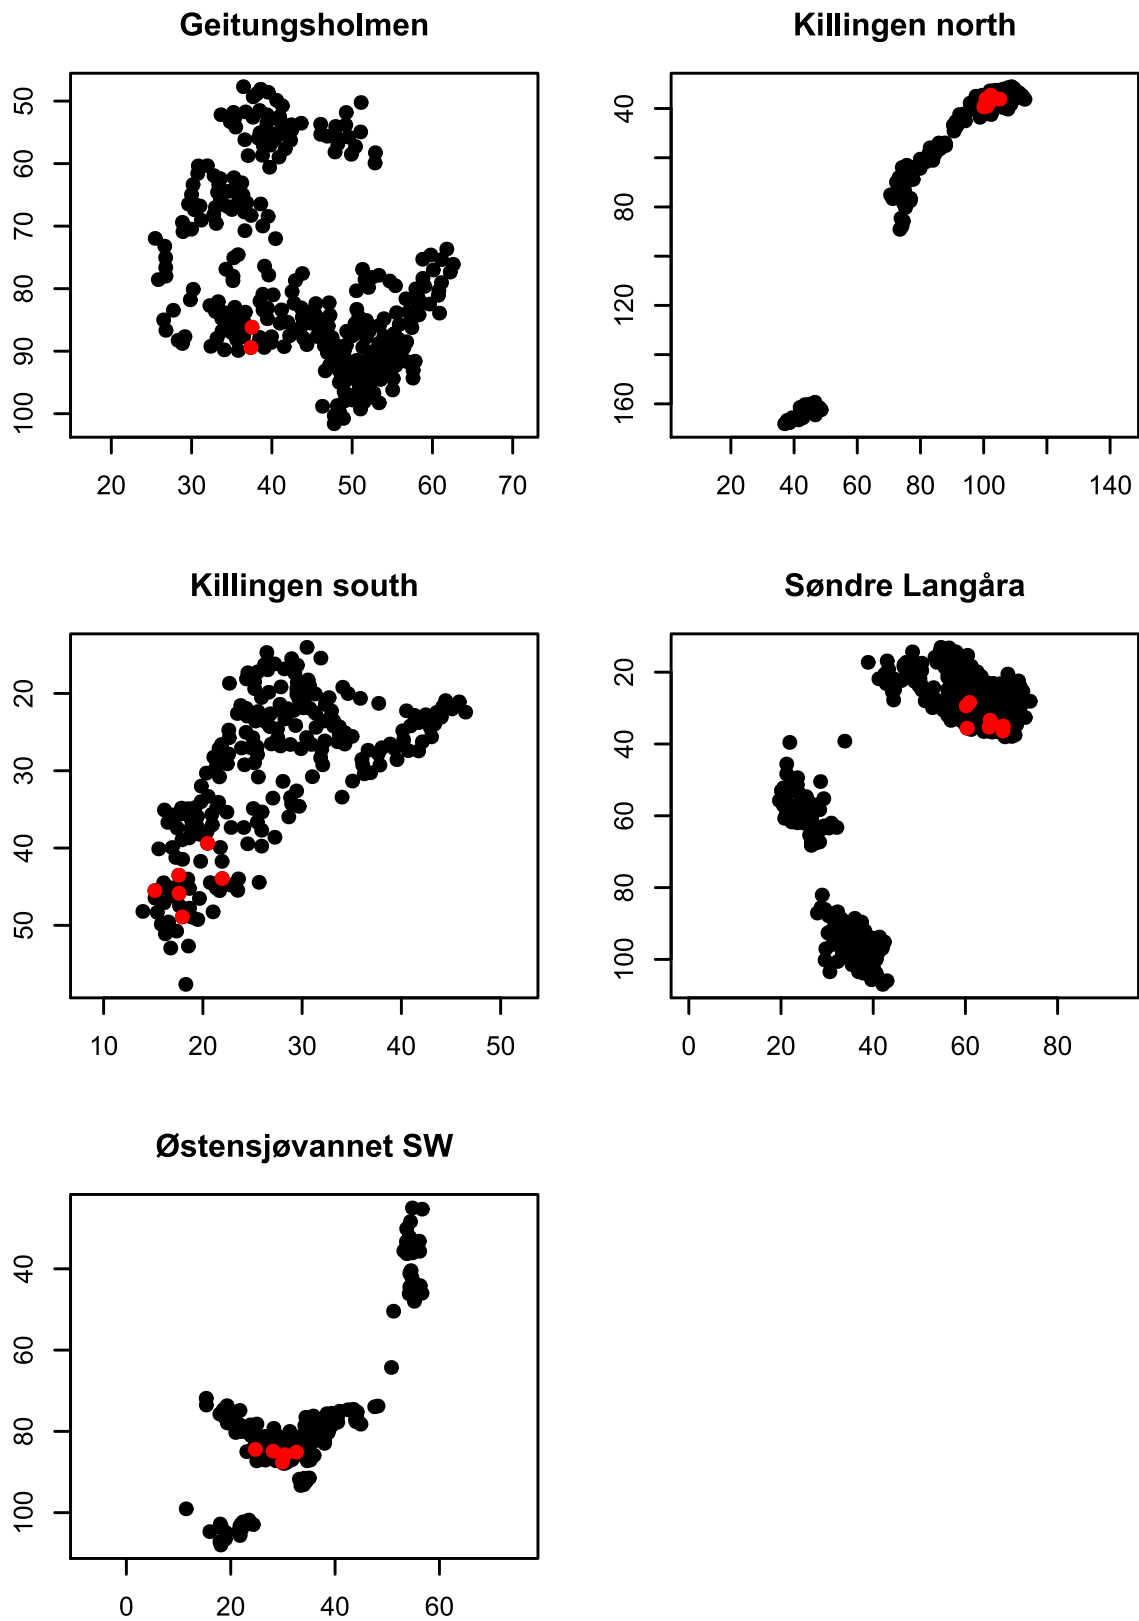 Geitungsholmen
50
60
70
80
90
100
20 30 40 50 60 70
Killingen north
40
80
120
160
20 40 60 80 100 140
Killingen south
20
30
40
50
10 20 30 40 50
Søndre Langåra
20
40
60
80
100
0 20 40 60 80
Østensjøvannet SW
40
60
80
100
0 20 40 60